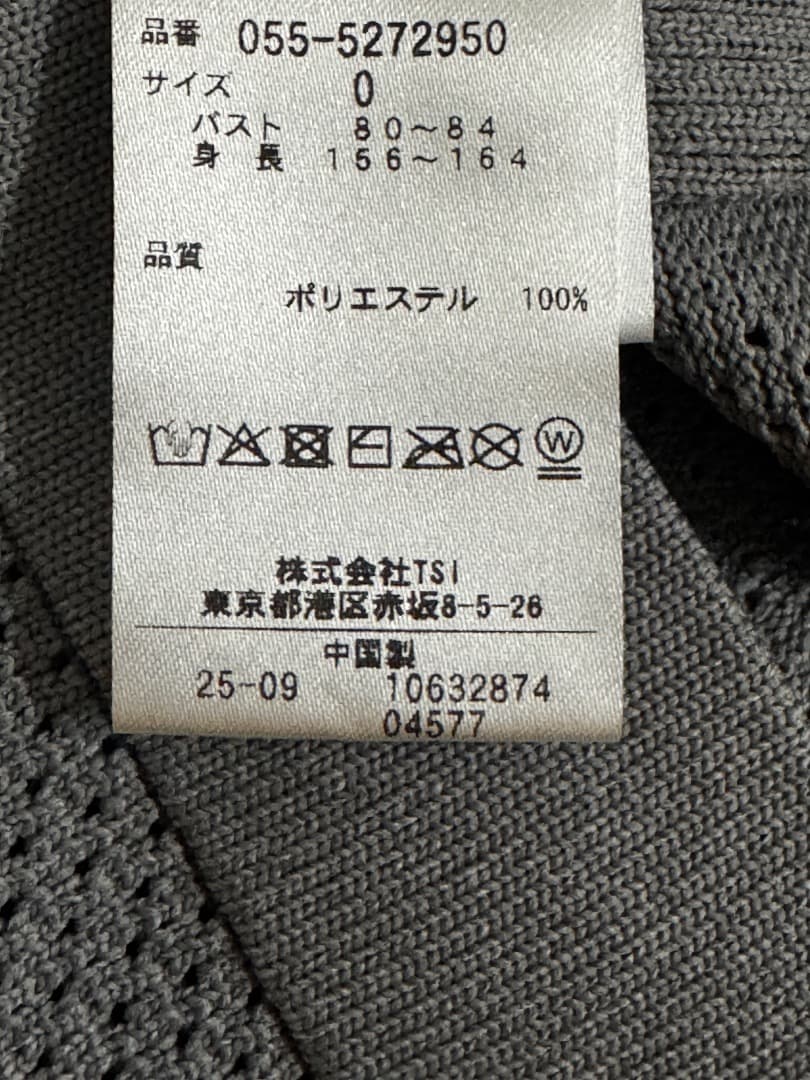 品番 055-5272950
サイズ 0
バスト 80～84
身長 156～164
品質
ポリエステル 100%
W
株式会社TSI
東京都港区赤坂8-5-26
中国製
25-09 10632874
04577